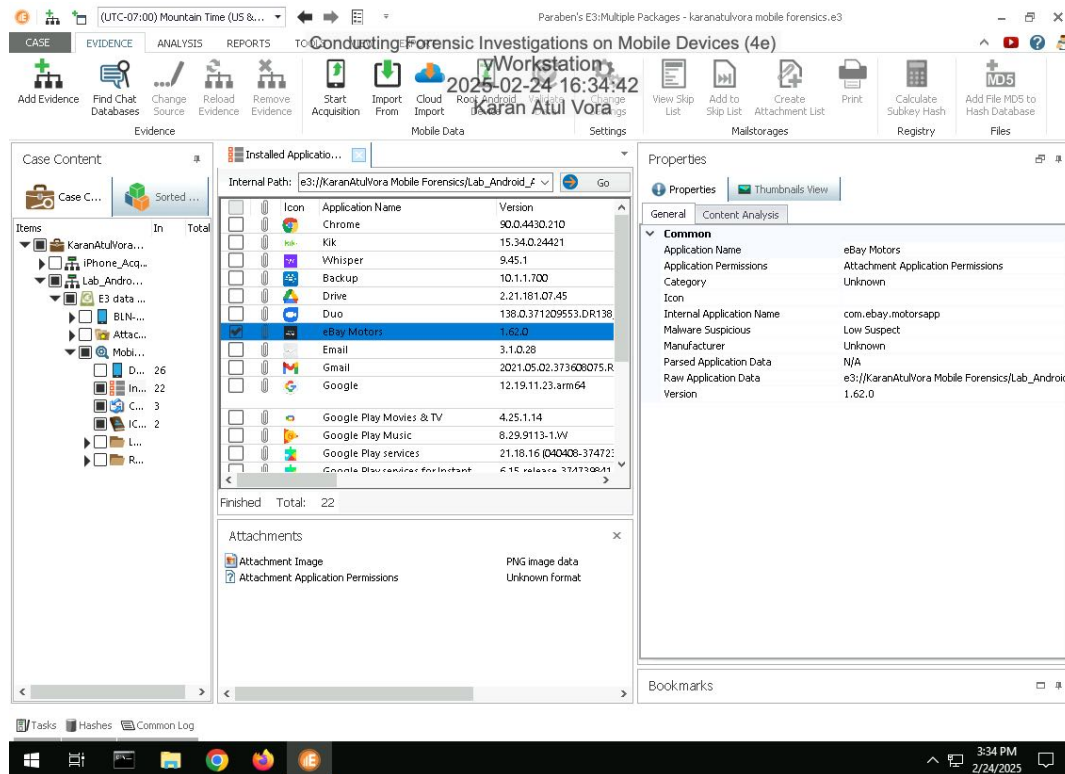 (UTC-07:00) Mountain Time (US &...
Paraben's E3:Multiple Packages - karanatulvora mobile forensics.e3
CASE EVIDENCE ANALYSIS REPORTS
Conducting Forensic Investigations on Mobile Devices (4e)
vWorkstation
2025-02-24 16:34:42
Karan Atul Vora
Add Evidence
Find Chat Databases
Change Source
Reload Evidence
Remove Evidence
Start Acquisition
Import From
Cloud Import
Root Android
Change
View Skip List
Add to Skip List
Create Attachment List
Print
Calculate Subkey Hash
Add File MD5 to Hash Database
MD5
Evidence
Mobile Data
Settings
Mailstorages
Registry
Files
Case Content
Case C...
Sorted ...
Items In Total
KaranAtulVora...
iPhone_Acq...
Lab_Andro...
E3 data ...
BLN-...
Attac...
Mobi...
D... 26
In... 22
C... 3
IC... 2
L...
R...
Installed Applicatio...
Internal Path: e3://KaranAtulVora Mobile Forensics/Lab_Android_
Go
Icon Application Name Version
Chrome 90.0.4430.210
Kik 15.34.0.24421
Whisper 9.45.1
Backup 10.1.1.700
Drive 2.21.181.07.45
Duo 138.0.371209553.DR138
eBay Motors 1.62.0
Email 3.1.0.28
Gmail 2021.05.02.373608075.R
Google 12.19.11.23.arm64
Google Play Movies & TV 4.25.1.14
Google Play Music 8.29.9113-1.W
Google Play services 21.18.16 (040408-37472
Google Play services for Instant 6.15_release_374739841
Finished Total: 22
Attachments
Attachment Image PNG image data
Attachment Application Permissions Unknown format
Properties
Properties
Thumbnails View
General Content Analysis
Common
Application Name eBay Motors
Application Permissions Attachment Application Permissions
Category Unknown
Icon
Internal Application Name com.ebay.motorsapp
Malware Suspicious Low Suspect
Manufacturer Unknown
Parsed Application Data N/A
Raw Application Data e3://KaranAtulVora Mobile Forensics/Lab_Androi
Version 1.62.0
Bookmarks
Tasks Hashes Common Log
3:34 PM
2/24/2025